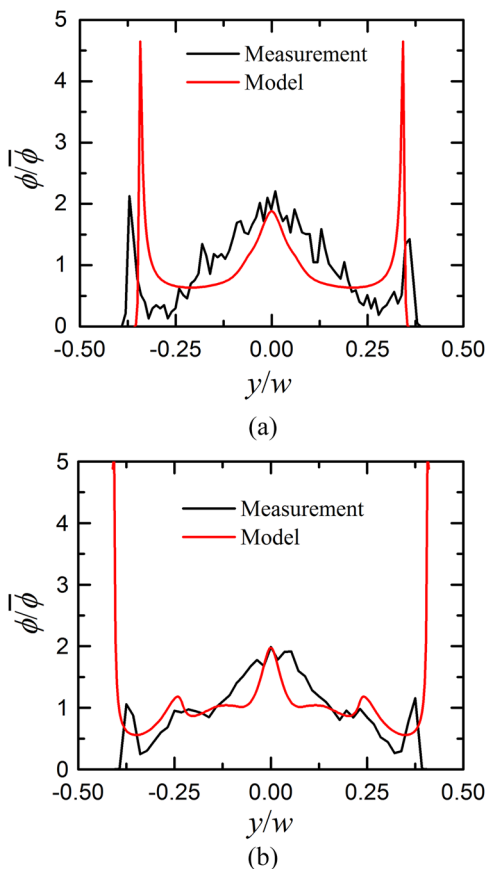 5
Measurement
Model
4
3
ϕ/ϕ̅
2
1
0
-0.50 -0.25 0.00 0.25 0.50
y/w
(a)
5
Measurement
Model
4
3
ϕ/ϕ̅
2
1
0
-0.50 -0.25 0.00 0.25 0.50
y/w
(b)